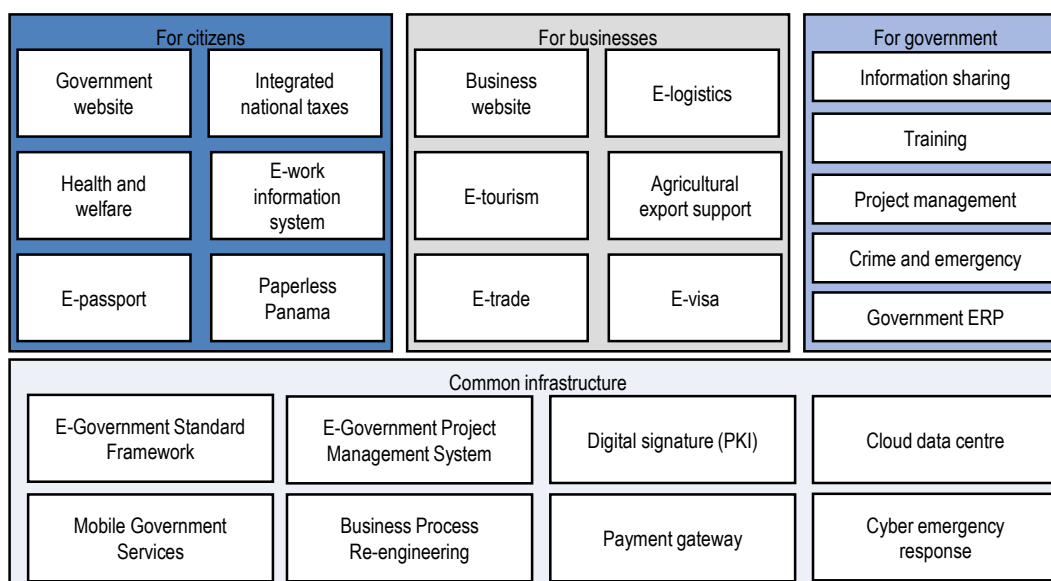 For citizens
Government
website
Integrated
national taxes
Health and
welfare
E-work
information
system
E-passport
Paperless
Panama
For businesses
Business
website
E-logistics
E-tourism
Agricultural
export support
E-trade
E-visa
For government
Information sharing
Training
Project management
Crime and emergency
Government ERP
Common infrastructure
E-Government Standard
Framework
E-Government Project
Management System
Digital signature (PKI)
Cloud data centre
Mobile Government
Services
Business Process
Re-engineering
Payment gateway
Cyber emergency
response